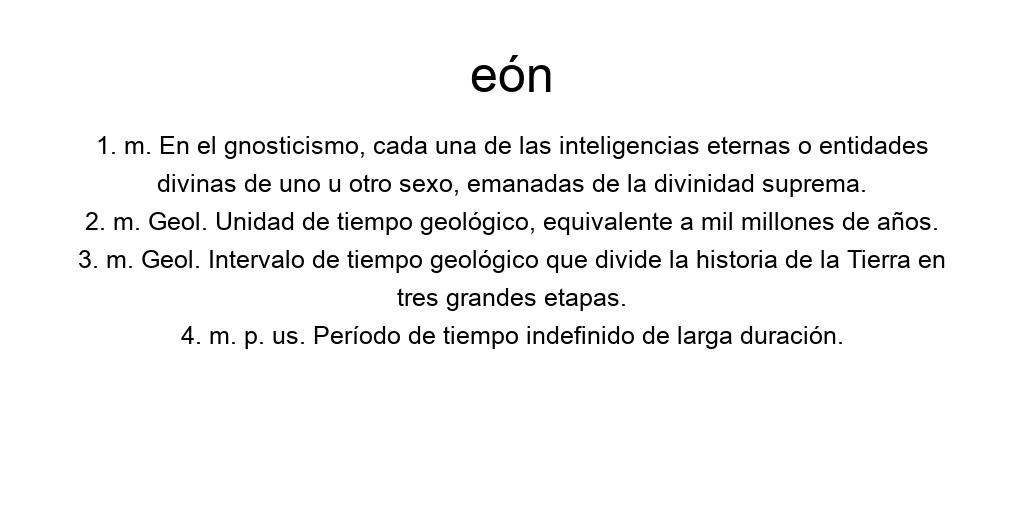 eón
1. m. En el gnosticismo, cada una de las inteligencias eternas o entidades
divinas de uno u otro sexo, emanadas de la divinidad suprema.
2. m. Geol. Unidad de tiempo geológico, equivalente a mil millones de años.
3. m. Geol. Intervalo de tiempo geológico que divide la historia de la Tierra en
tres grandes etapas.
4. m. p. us. Período de tiempo indefinido de larga duración.